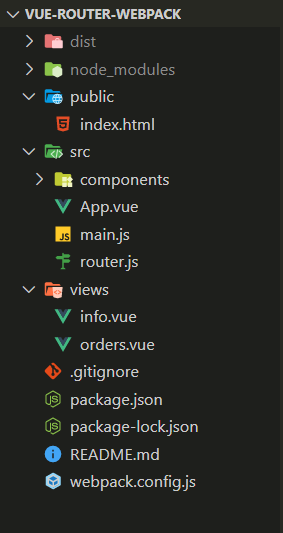 VUE-ROUTER-WEBPACK
dist
node_modules
public
index.html
src
components
App.vue
JS main.js
router.js
views
info.vue
orders.vue
.gitignore
package.json
package-lock.json
README.md
webpack.config.js